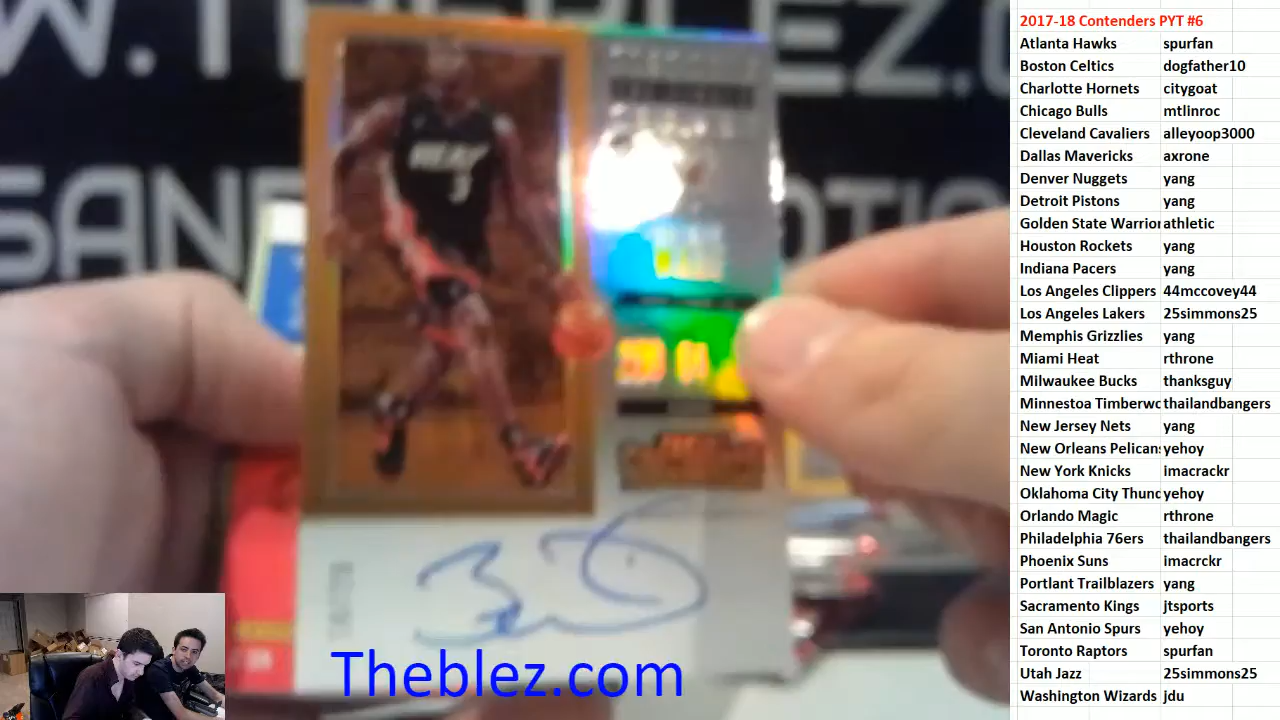 HEAT
3
Theblez.com
2017-18 Contenders PYT #6
Atlanta Hawks spurfan
Boston Celtics dogfather10
Charlotte Hornets citygoat
Chicago Bulls mtlinroc
Cleveland Cavaliers alleyoop3000
Dallas Mavericks axrone
Denver Nuggets yang
Detroit Pistons yang
Golden State Warrior athletic
Houston Rockets yang
Indiana Pacers yang
Los Angeles Clippers 44mccovey44
Los Angeles Lakers 25simmons25
Memphis Grizzlies yang
Miami Heat rthrone
Milwaukee Bucks thanksguy
Minnestoa Timberwo thailandbangers
New Jersey Nets yang
New Orleans Pelicans yehoy
New York Knicks imacrackr
Oklahoma City Thund yehoy
Orlando Magic rthrone
Philadelphia 76ers thailandbangers
Phoenix Suns imacrckr
Portlant Trailblazers yang
Sacramento Kings jtsports
San Antonio Spurs yehoy
Toronto Raptors spurfan
Utah Jazz 25simmons25
Washington Wizards jdu